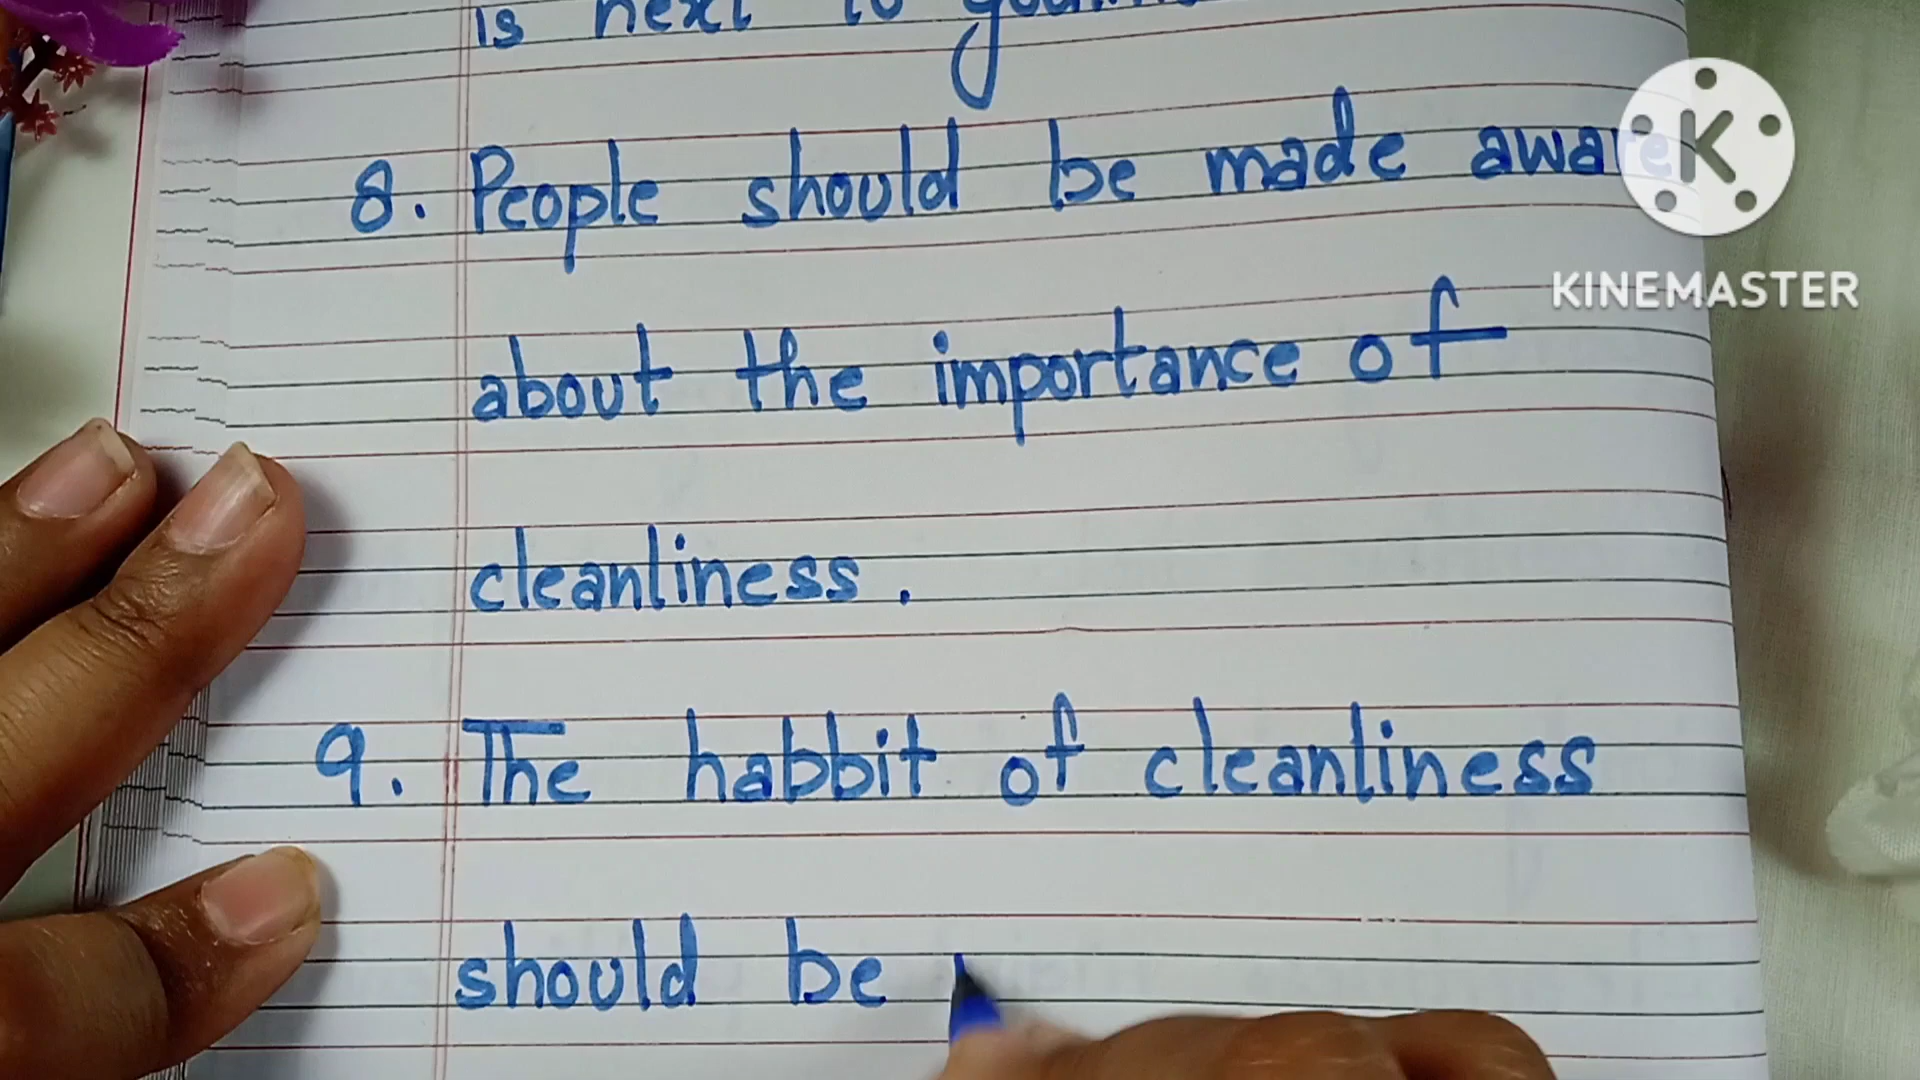 is next to
8. People should be made aware
KINEMASTER
about the importance of
cleanliness.
9. The habbit of cleanliness
should be